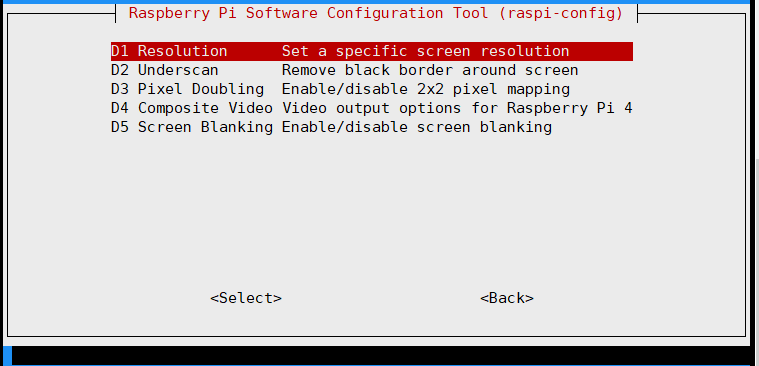 Raspberry Pi Software Configuration Tool (raspi-config)
D1 Resolution Set a specific screen resolution
D2 Underscan Remove black border around screen
D3 Pixel Doubling Enable/disable 2x2 pixel mapping
D4 Composite Video Video output options for Raspberry Pi 4
D5 Screen Blanking Enable/disable screen blanking
<Select> <Back>